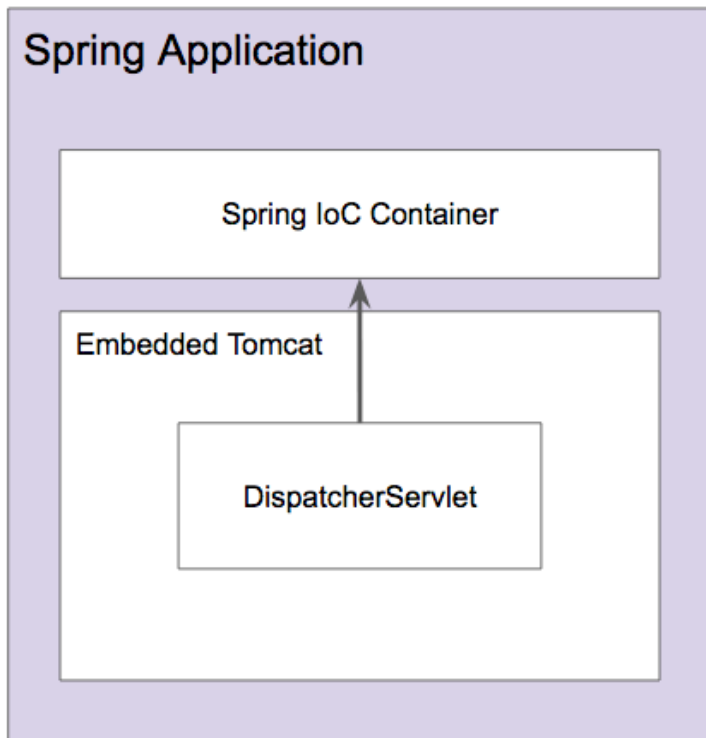 Spring Application
Spring IoC Container
Embedded Tomcat
DispatcherServlet